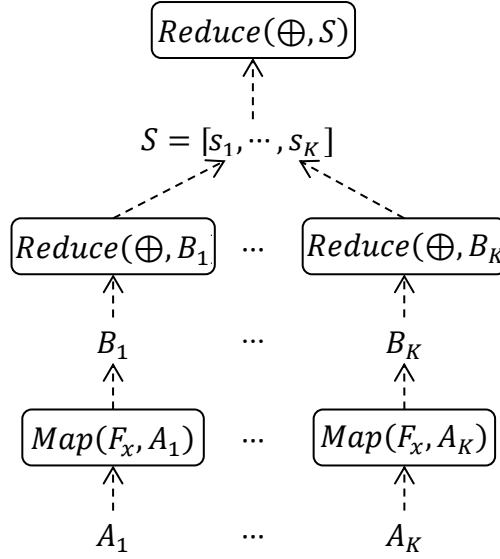 Reduce(⊕, S)
S = [s₁, ⋯, s_K]
Reduce(⊕, B₁ ⋯ Reduce(⊕, B_K
B₁ ⋯ B_K
Map(F_x, A₁) ⋯ Map(F_x, A_K)
A₁ ⋯ A_K